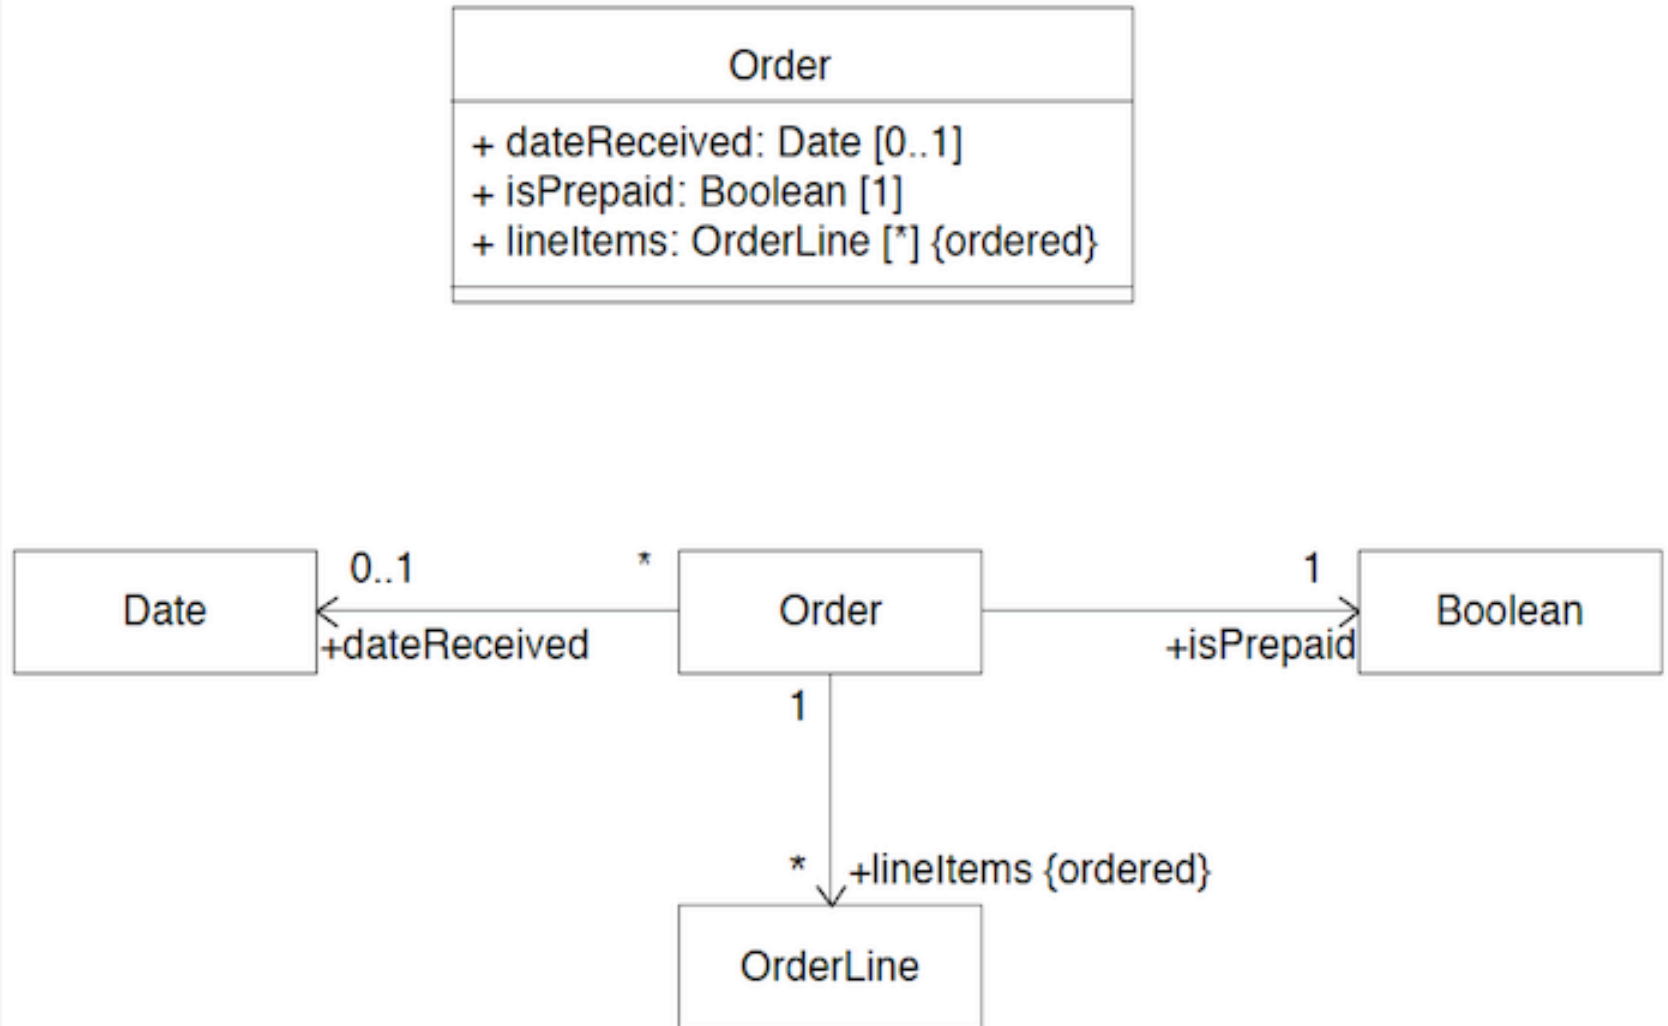 Order
+ dateReceived: Date [0..1]
+ isPrepaid: Boolean [1]
+ lineItems: OrderLine [*] {ordered}
0..1
*
1
Date
Order
Boolean
+dateReceived
+isPrepaid
1
*
+lineItems {ordered}
OrderLine